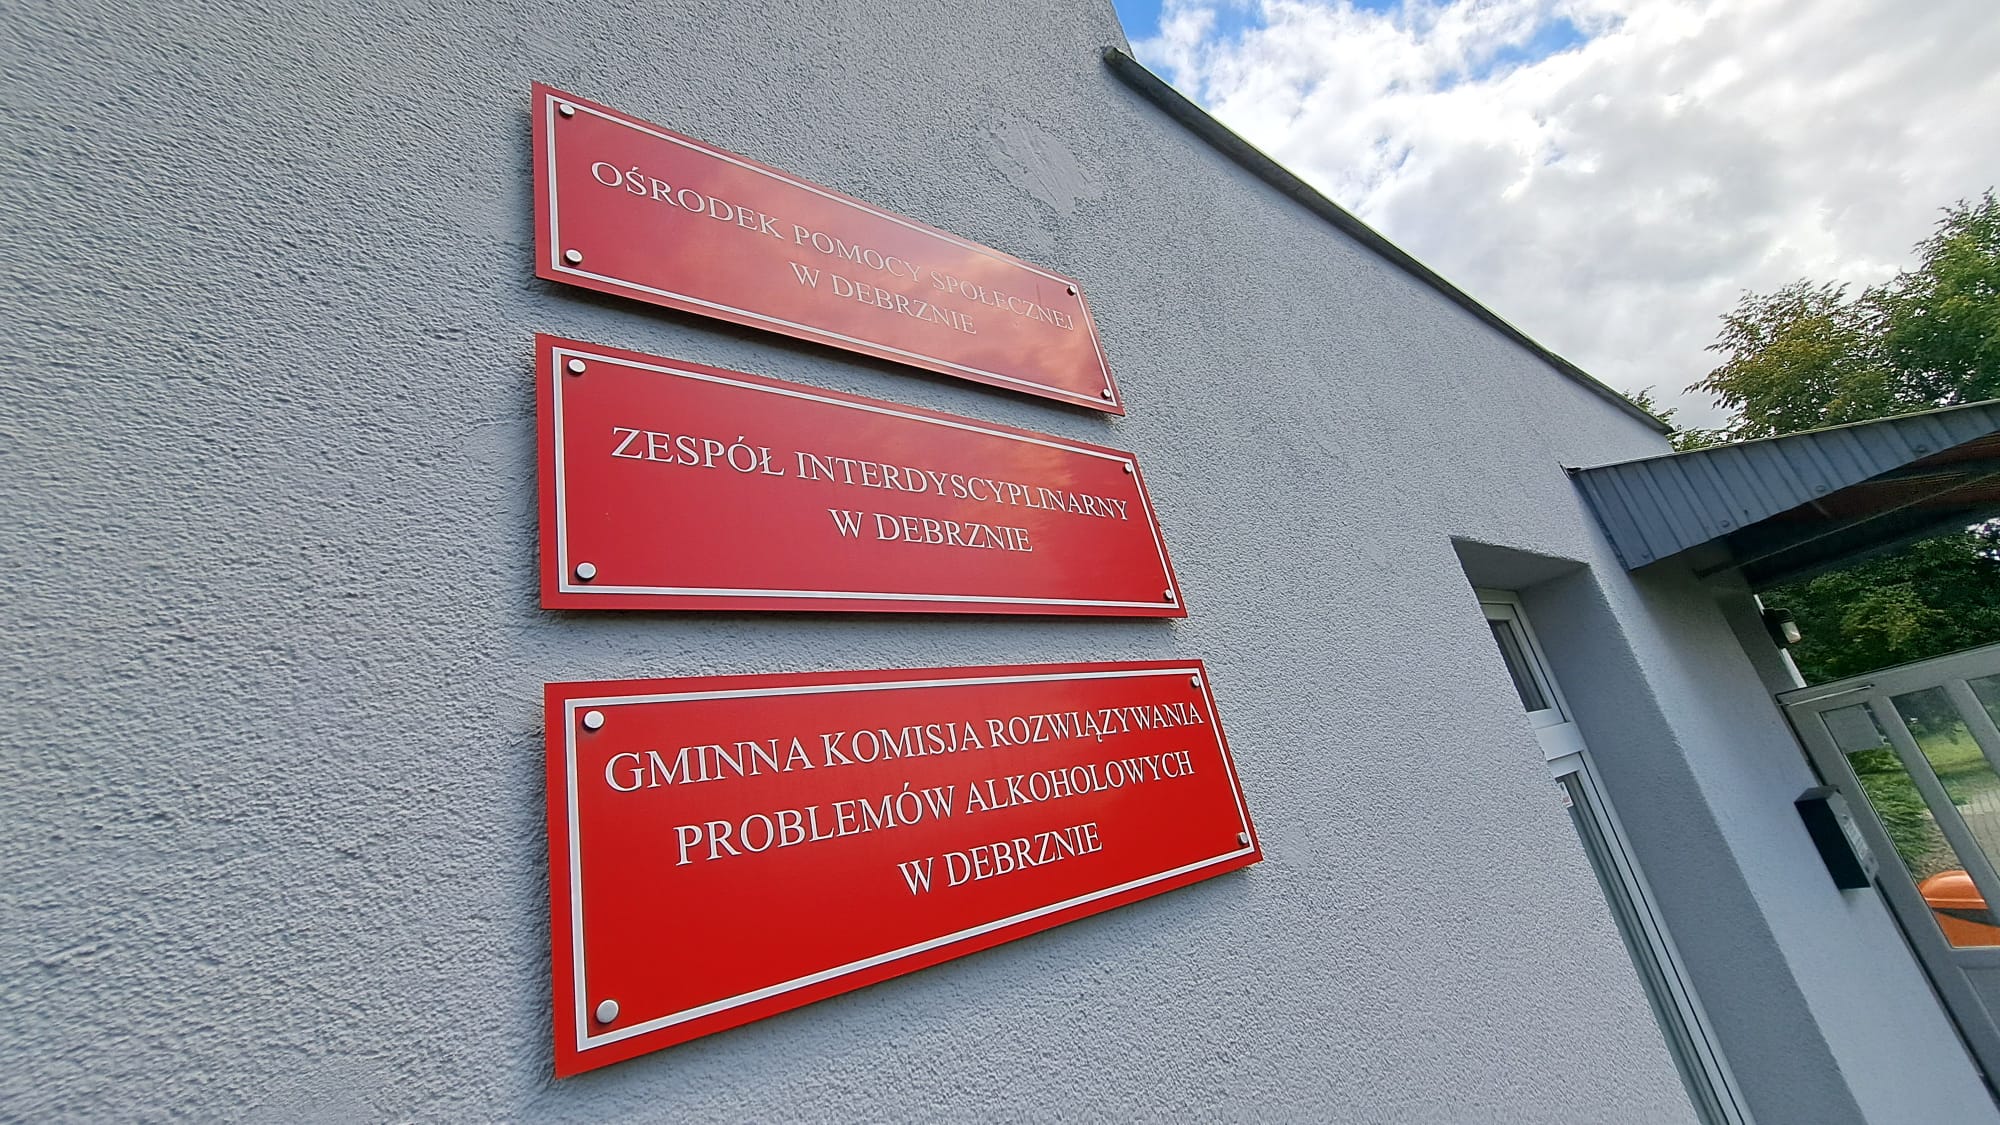 OŚRODEK POMOCY SPOŁECZNEJ
W DEBRZNIE
ZESPÓŁ INTERDYSCYPLINARNY
W DEBRZNIE
GMINNA KOMISJA ROZWIĄZYWANIA
PROBLEMÓW ALKOHOLOWYCH
W DEBRZNIE